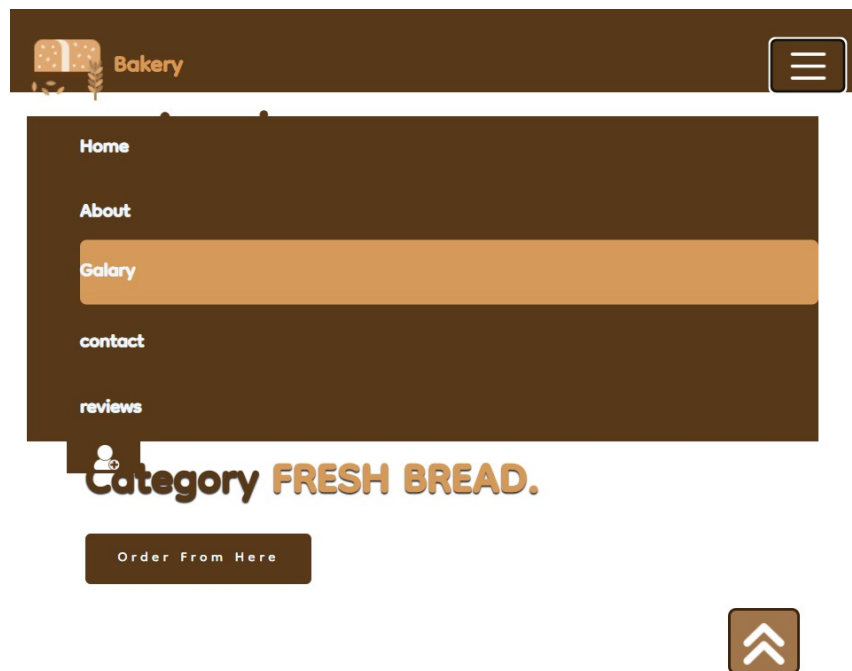 Bakery
Home
About
Galary
contact
reviews
Category FRESH BREAD.
Order From Here